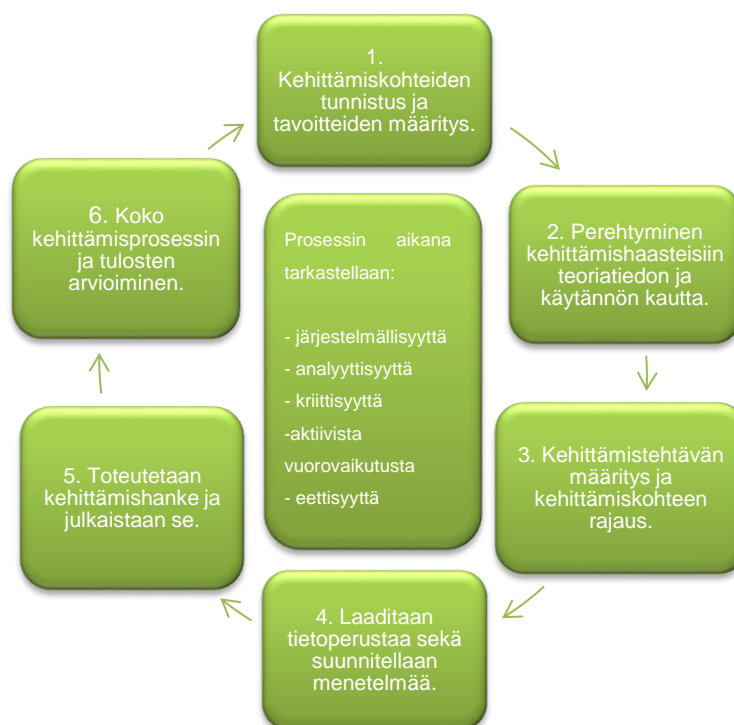 1.
Kehittämiskohteiden
tunnistus ja
tavoitteiden määritys.
2. Perehtyminen
kehittämishaasteisiin
teoriatiedon ja
käytännön kautta.
3. Kehittämistehtävän
määritys ja
kehittämiskohteen
rajaus.
4. Laaditaan
tietoperustaa sekä
suunnitellaan
menetelmää.
5. Toteutetaan
kehittämishanke ja
julkaistaan se.
6. Koko
kehittämisprosessin
ja tulosten
arvioiminen.
Prosessin aikana
tarkastellaan:
- järjestelmällisyyttä
- analyyttisyyttä
- kriittisyyttä
-aktiivista
vuorovaikutusta
- eettisyyttä